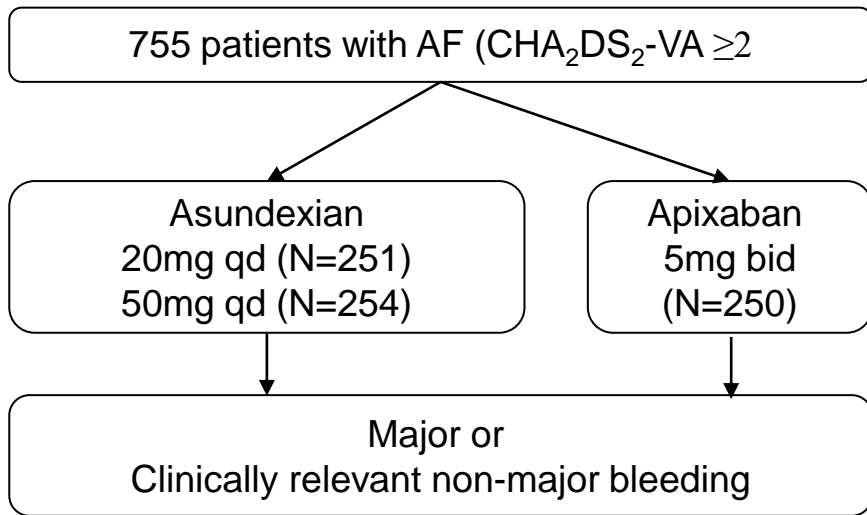 755 patients with AF (CHA₂DS₂-VA ≥2
Asundexian
20mg qd (N=251)
50mg qd (N=254)
Apixaban
5mg bid
(N=250)
Major or
Clinically relevant non-major bleeding